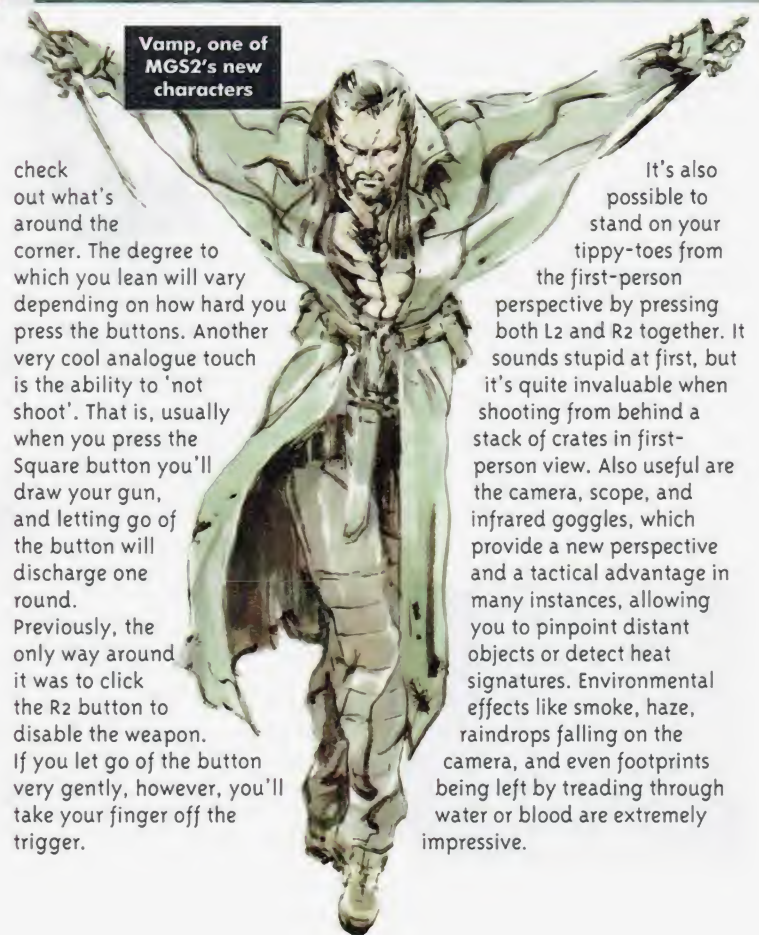 Vamp, one of
MGS2's new
characters
check
out what's
around the
corner. The degree to
which you lean will vary
depending on how hard you
press the buttons. Another
very cool analogue touch
is the ability to 'not
shoot'. That is, usually
when you press the
Square button you'll
draw your gun,
and letting go of
the button will
discharge one
round.
Previously, the
only way around
it was to click
the R2 button to
disable the weapon.
If you let go of the button
very gently, however, you'll
take your finger off the
trigger.
It's also
possible to
stand on your
tippy-toes from
the first-person
perspective by pressing
both L2 and R2 together. It
sounds stupid at first, but
it's quite invaluable when
shooting from behind a
stack of crates in first-
person view. Also useful are
the camera, scope, and
infrared goggles, which
provide a new perspective
and a tactical advantage in
many instances, allowing
you to pinpoint distant
objects or detect heat
signatures. Environmental
effects like smoke, haze,
raindrops falling on the
camera, and even footprints
being left by treading through
water or blood are extremely
impressive.